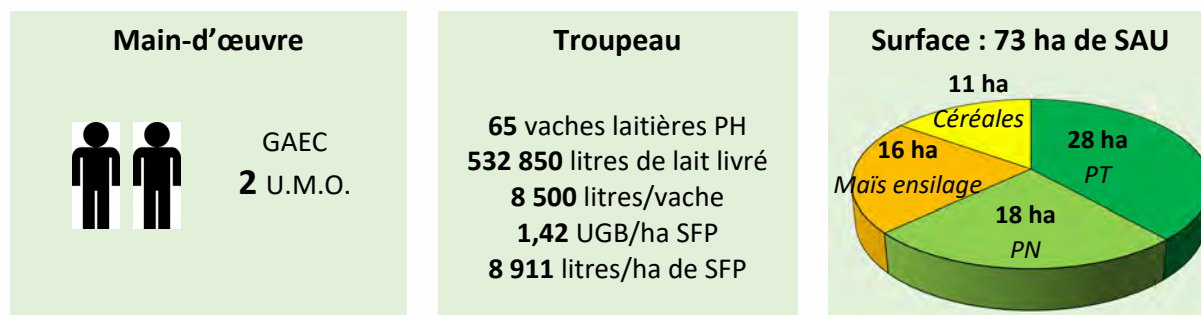 Main-d'œuvre
GAEC
2 U.M.O.
Troupeau
65 vaches laitières PH
532 850 litres de lait livré
8 500 litres/vache
1,42 UGB/ha SFP
8 911 litres/ha de SFP
Surface : 73 ha de SAU
11 ha
Céréales
28 ha
PT
16 ha
Maïs ensilage
18 ha
PN